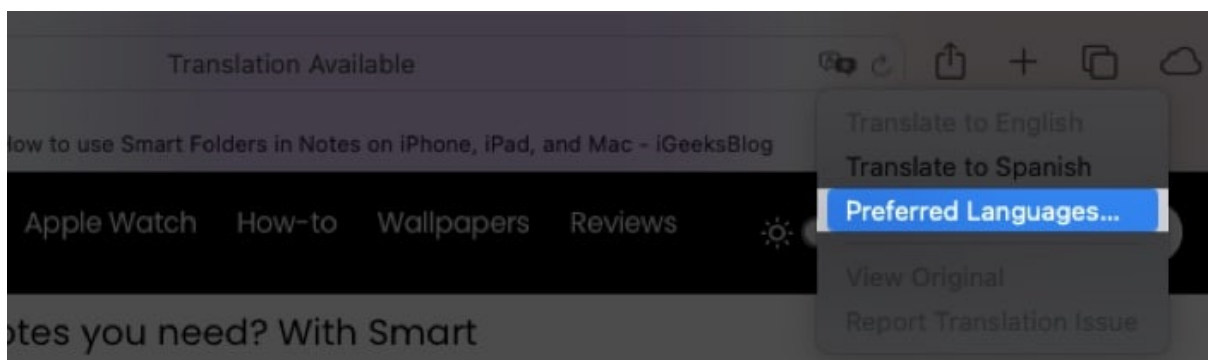 Translation Available
How to use Smart Folders in Notes on iPhone, iPad, and Mac - iGeeksBlog
Translate to English
Translate to Spanish
Preferred Languages...
View Original
Report Translation Issue
Apple Watch How-to Wallpapers Reviews
you need? With Smart